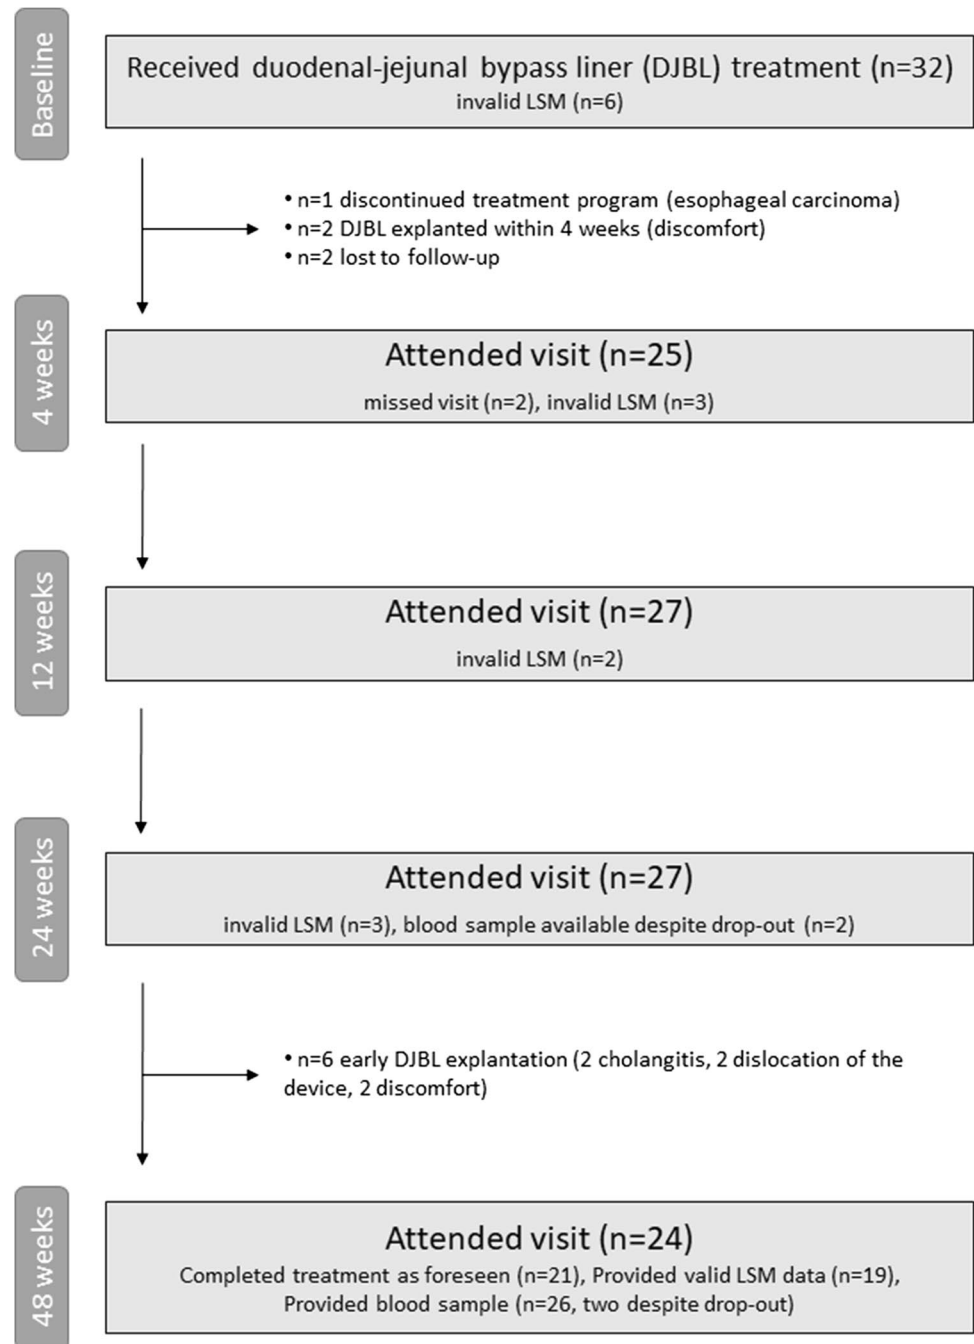 Baseline
Received duodenal-jejunal bypass liner (DJBL) treatment (n=32)
invalid LSM (n=6)
• n=1 discontinued treatment program (esophageal carcinoma)
• n=2 DJBL explanted within 4 weeks (discomfort)
• n=2 lost to follow-up
4 weeks
Attended visit (n=25)
missed visit (n=2), invalid LSM (n=3)
12 weeks
Attended visit (n=27)
invalid LSM (n=2)
24 weeks
Attended visit (n=27)
invalid LSM (n=3), blood sample available despite drop-out (n=2)
• n=6 early DJBL explantation (2 cholangitis, 2 dislocation of the
device, 2 discomfort)
48 weeks
Attended visit (n=24)
Completed treatment as foreseen (n=21), Provided valid LSM data (n=19),
Provided blood sample (n=26, two despite drop-out)